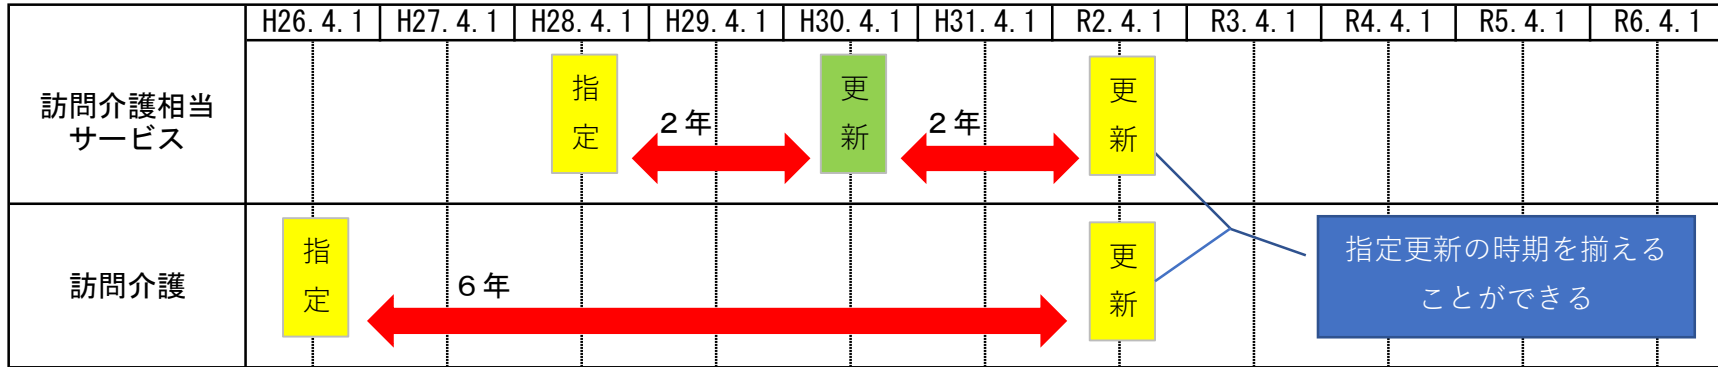 H26.4.1 H27.4.1 H28.4.1 H29.4.1 H30.4.1 H31.4.1 R2.4.1 R3.4.1 R4.4.1 R5.4.1 R6.4.1
訪問介護相当
サービス
指定
2年
更新
2年
更新
訪問介護
指定
6年
更新
指定更新の時期を揃える
ことができる